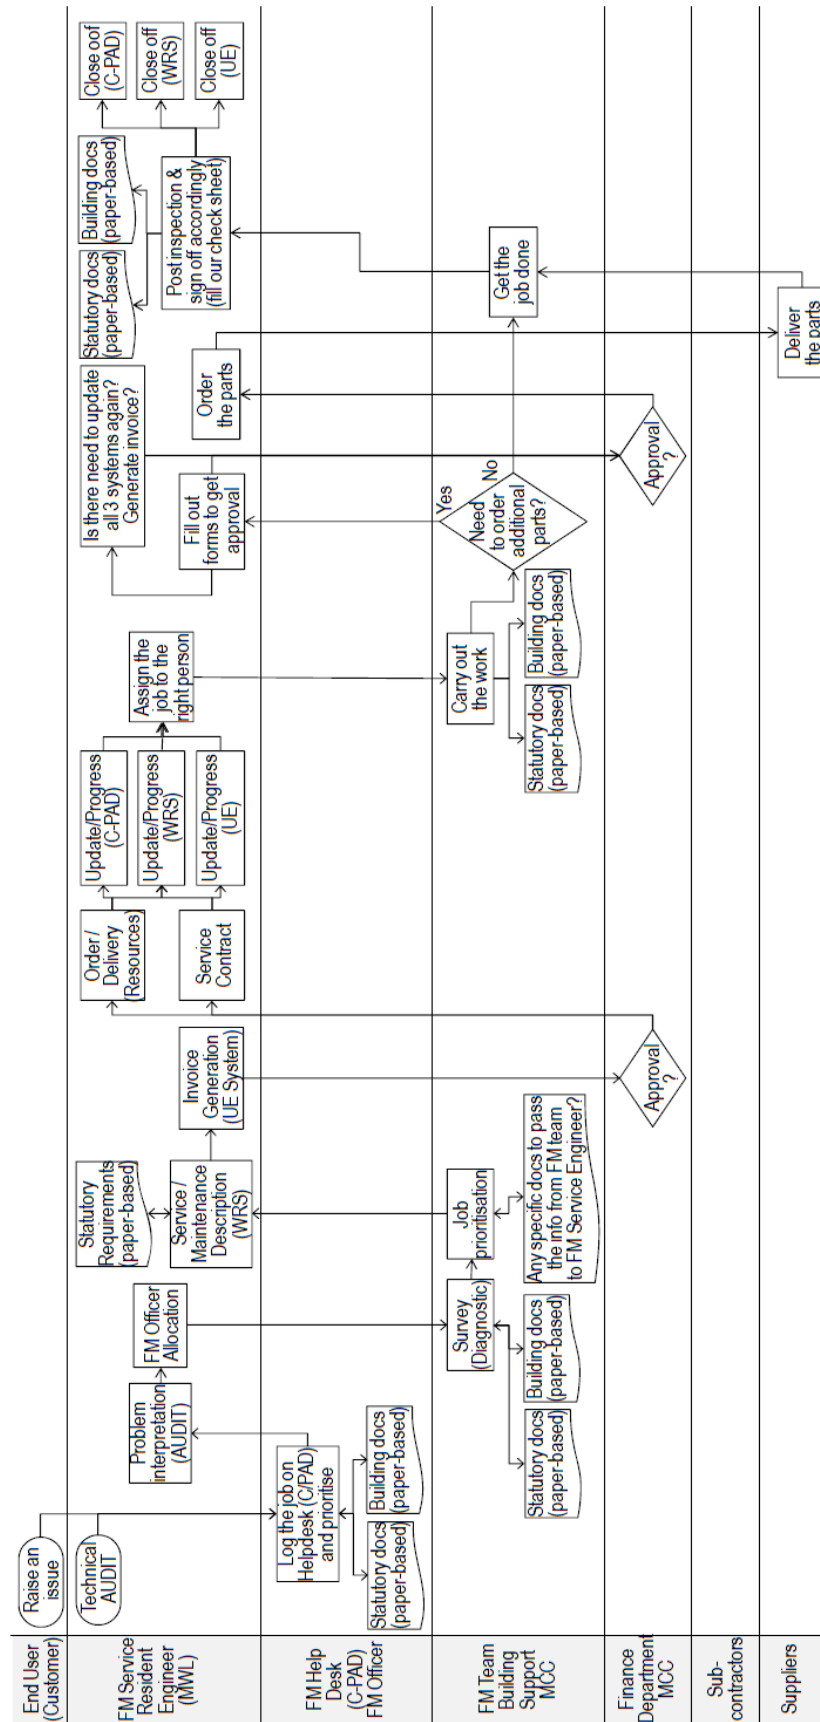 End User
(Customer)
Raise an
issue
FM Service
Resident
Engineer
(MWL)
Technical
AUDIT
Problem
interpretation
(AUDIT)
FM Officer
Allocation
Statutory
Requirements
(paper-based)
Service /
Maintenance
Description
(WRS)
Invoice
Generation
(UE System)
Order /
Delivery
(Resources)
Service
Contract
Update/Progress
(C-PAD)
Update/Progress
(WRS)
Update/Progress
(UE)
Assign the
job to the
right person
Is there need to update
all 3 systems again?
Generate invoice?
Fill out
forms to get
approval
Order
the parts
Statutory docs
(paper-based)
Building docs
(paper-based)
Post inspection &
sign off accordingly
(fill our check sheet)
Close oof
(C-PAD)
Close off
(WRS)
Close off
(UE)
FM Help
Desk
(C-PAD)
FM Officer
Log the job on
Helpdesk (C/PAD)
and prioritise
Statutory docs
(paper-based)
Building docs
(paper-based)
FM Team
Building
Support
MCC
Survey
(Diagnostic)
Statutory docs
(paper-based)
Building docs
(paper-based)
Job
prioritisation
Any specific docs to pass
the info from FM team
to FM Service Engineer?
Carry out
the work
Statutory docs
(paper-based)
Building docs
(paper-based)
Need
to order
additional
parts?
Yes
No
Get the
job done
Finance
Department
MCC
Approval
?
Approval
?
Sub-
contractors
Suppliers
Deliver
the parts